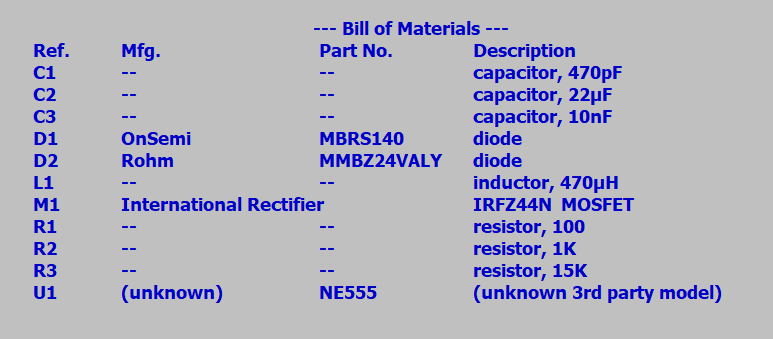 --- Bill of Materials ---
Ref. Mfg. Part No. Description
C1 -- -- capacitor, 470pF
C2 -- -- capacitor, 22µF
C3 -- -- capacitor, 10nF
D1 OnSemi MBRS140 diode
D2 Rohm MMBZ24VALY diode
L1 -- -- inductor, 470µH
M1 International Rectifier IRFZ44N MOSFET
R1 -- -- resistor, 100
R2 -- -- resistor, 1K
R3 -- -- resistor, 15K
U1 (unknown) NE555 (unknown 3rd party model)